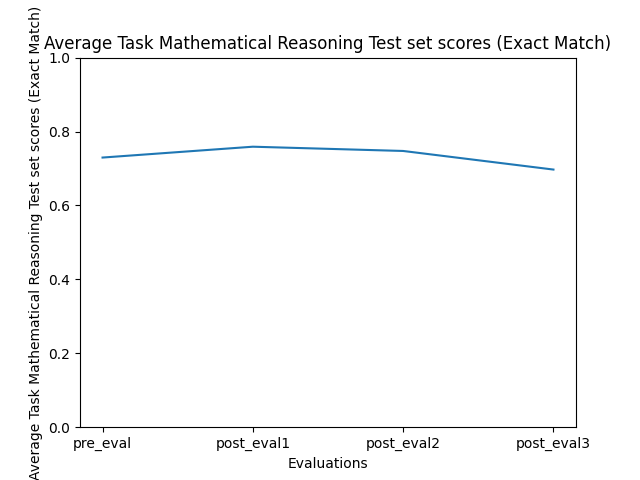 Average Task Mathematical Reasoning Test set scores (Exact Match)
Average Task Mathematical Reasoning Test set scores (Exact Match)
1.0
0.8
0.6
0.4
0.2
0.0
pre_eval post_eval1 post_eval2 post_eval3
Evaluations